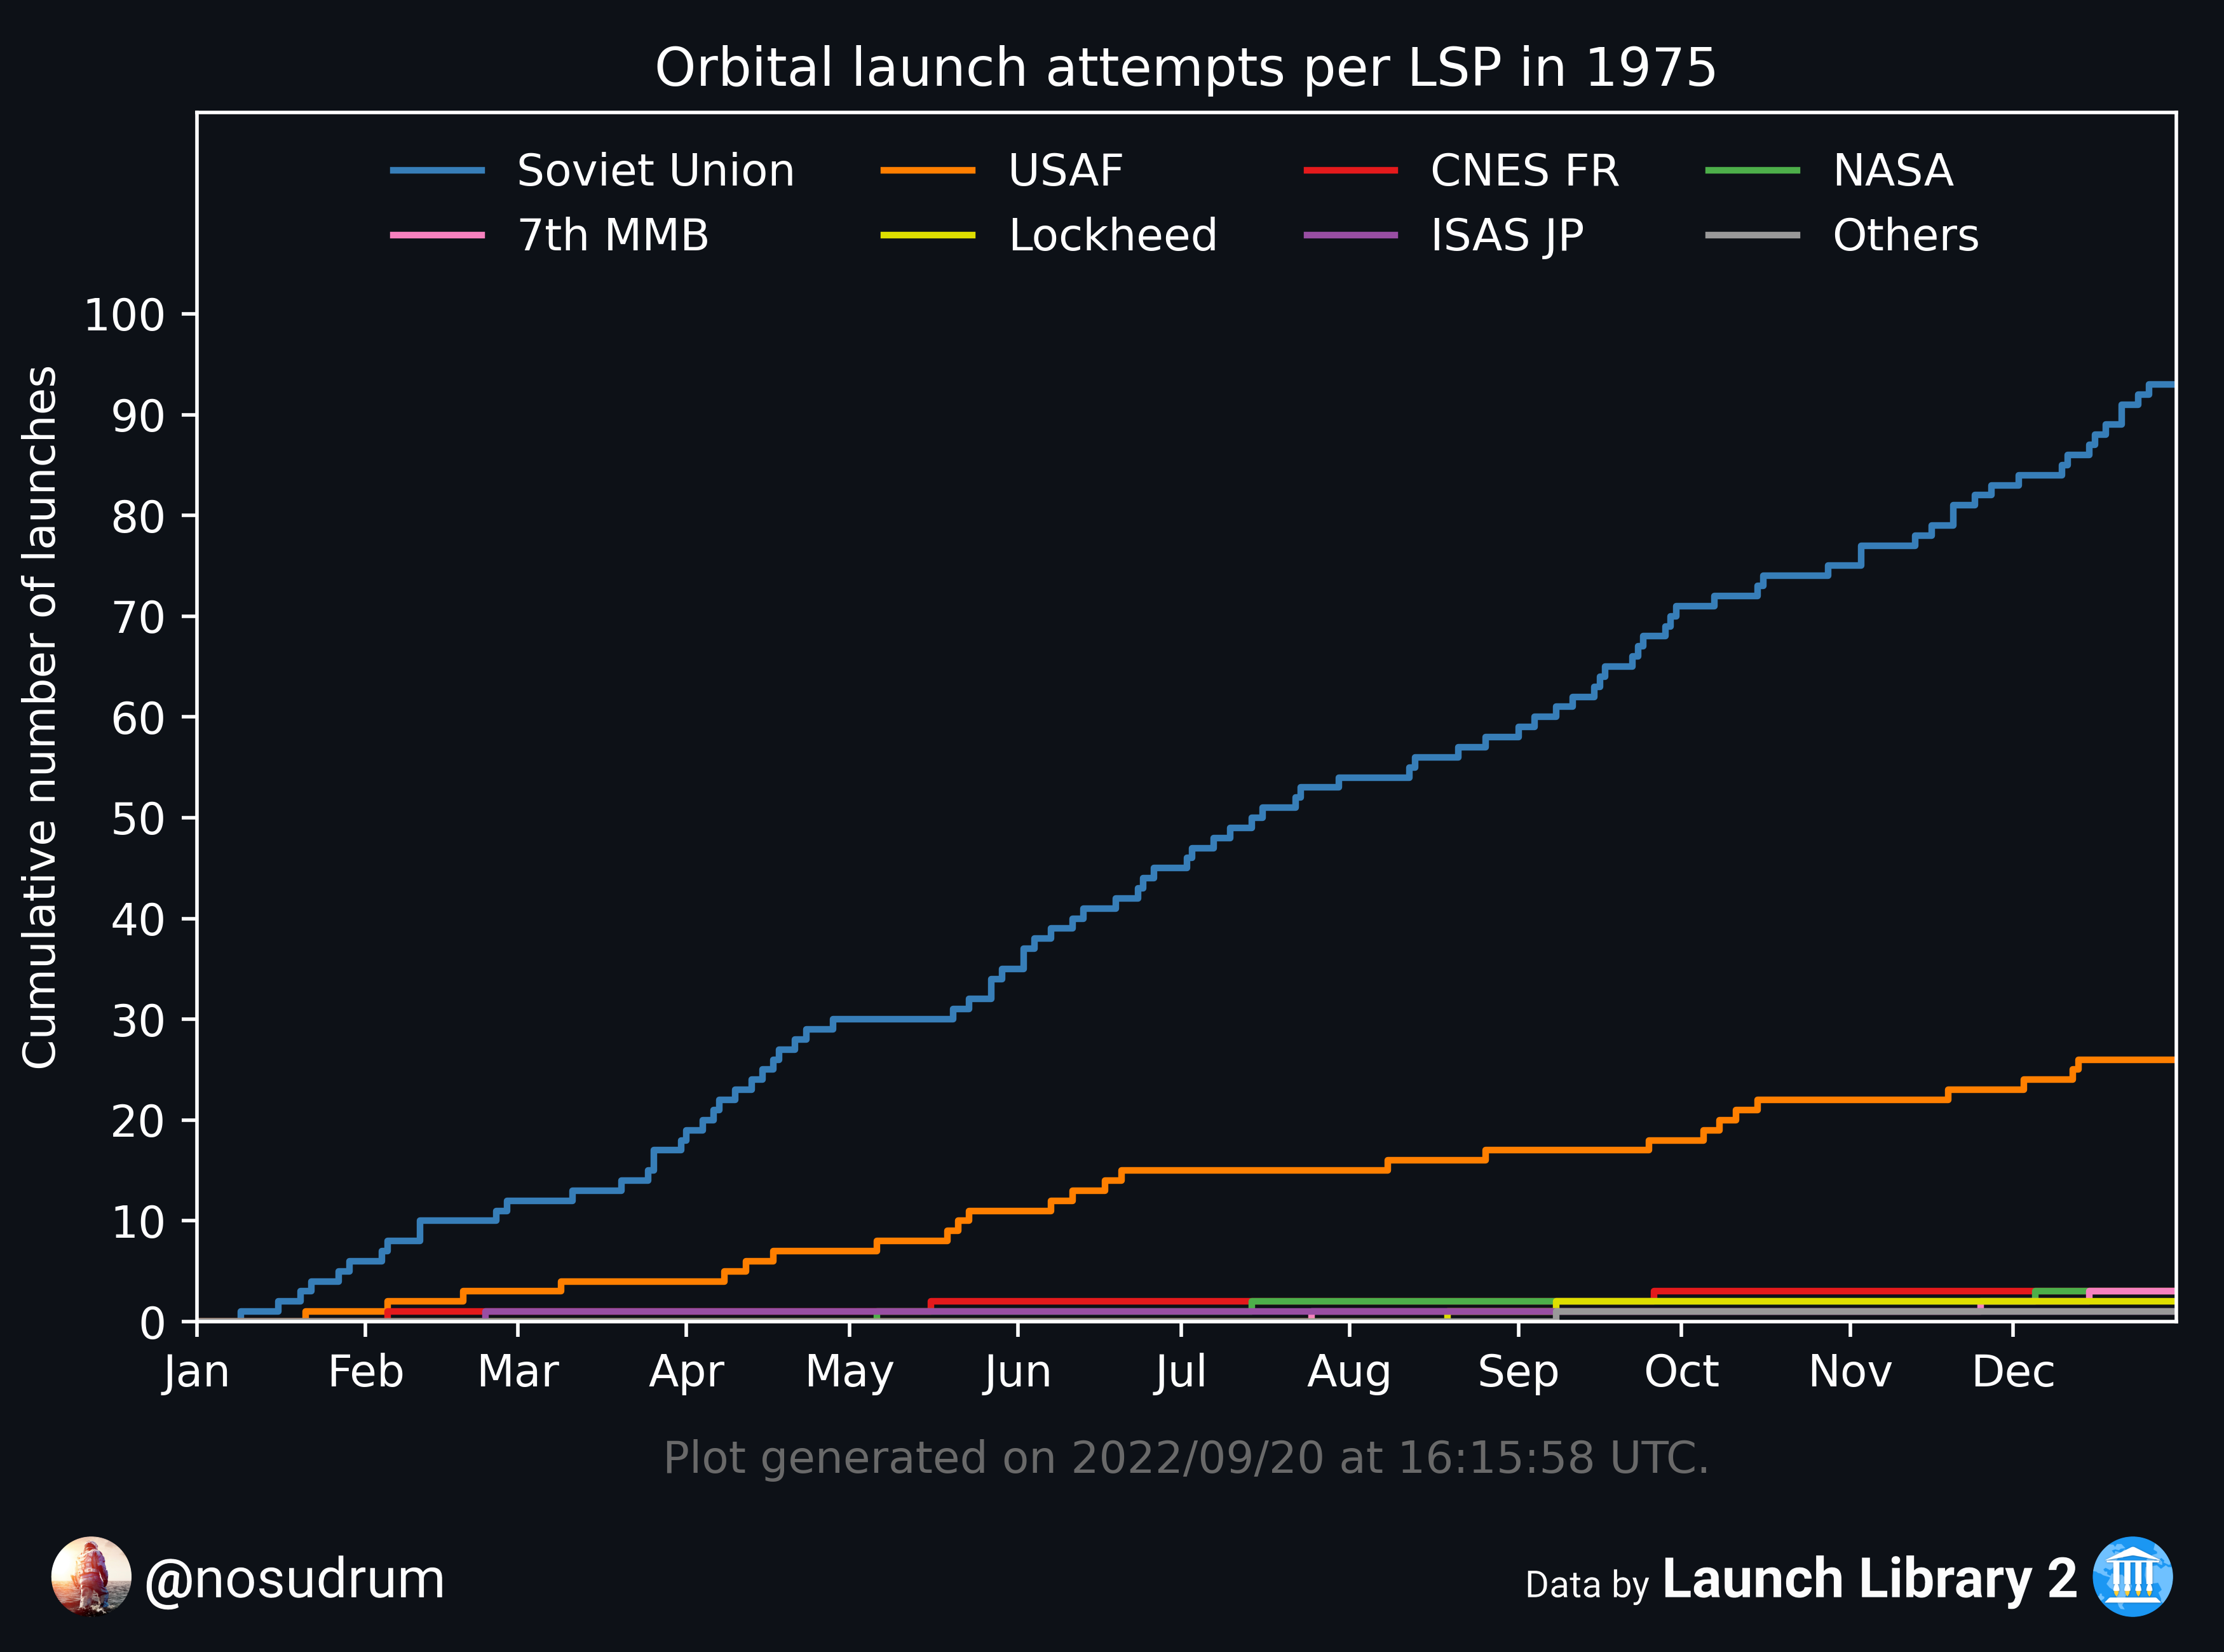 Orbital launch attempts per LSP in 1975
Soviet Union
USAF
CNES FR
NASA
7th MMB
Lockheed
ISAS JP
Others
Cumulative number of launches
100
90
80
70
60
50
40
30
20
10
0
Jan
Feb
Mar
Apr
May
Jun
Jul
Aug
Sep
Oct
Nov
Dec
Plot generated on 2022/09/20 at 16:15:58 UTC.
@nosudrum
Data by Launch Library 2